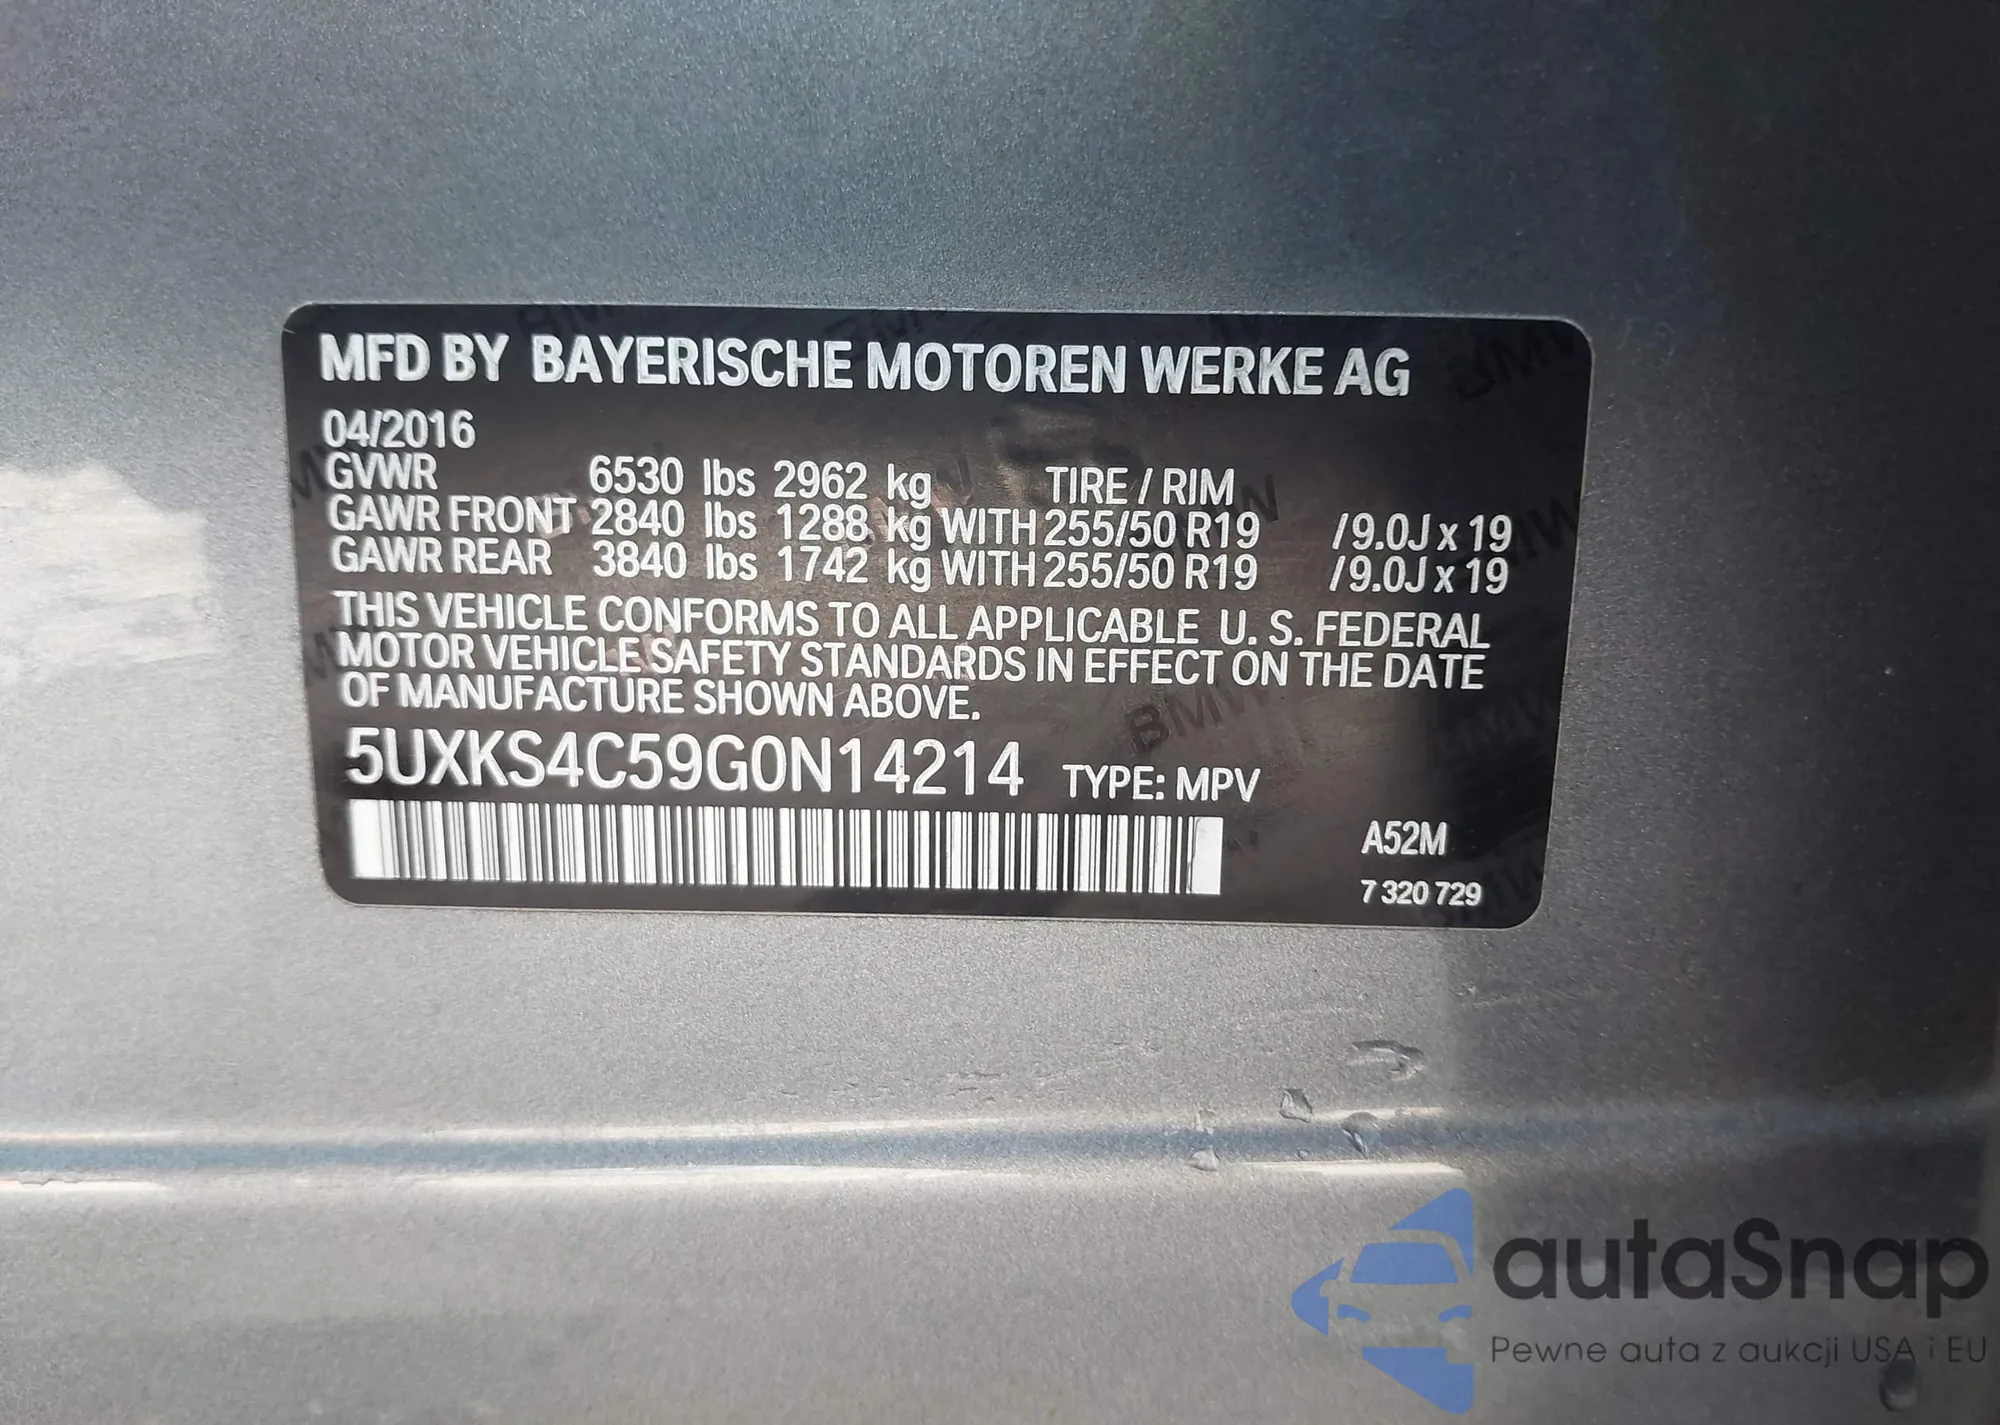 MFD BY BAYERISCHE MOTOREN WERKE AG
04/2016
GVWR 6530 lbs 2962 kg TIRE / RIM
GAWR FRONT 2840 lbs 1288 kg WITH 255/50 R19 /9.0J x 19
GAWR REAR 3840 lbs 1742 kg WITH 255/50 R19 /9.0J x 19
THIS VEHICLE CONFORMS TO ALL APPLICABLE U. S. FEDERAL
MOTOR VEHICLE SAFETY STANDARDS IN EFFECT ON THE DATE
OF MANUFACTURE SHOWN ABOVE.
5UXKS4C59G0N14214 TYPE: MPV
A52M
7 320 729
BMW
autaSnap
Pewne auta z aukcji USA i EU